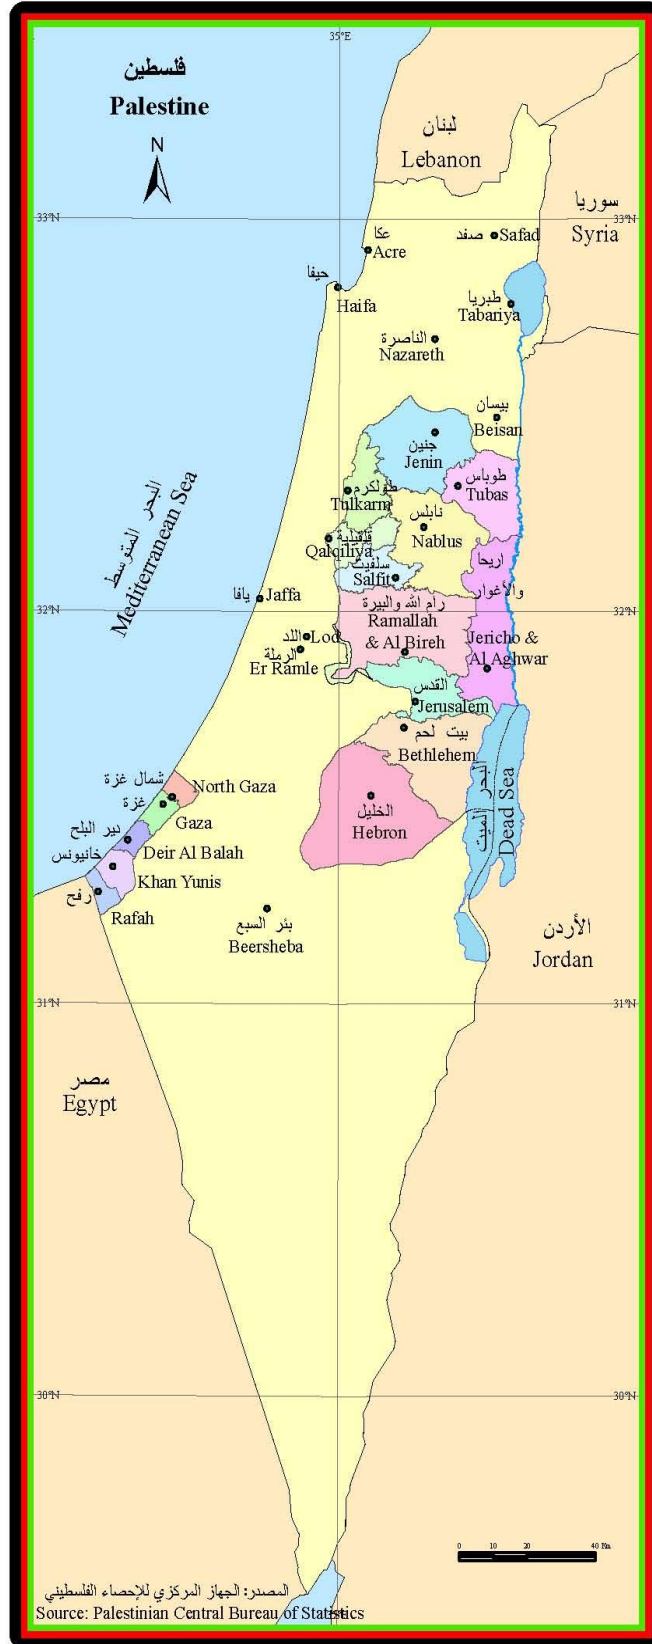 35°E
فلسطين
Palestine
N
لبنان
Lebanon
سوريا
Syria
33°N
33°N
عكا
Acre
صفد Safad
حيفا
Haifa
طبريا
Tabariya
الناصرة
Nazareth
بيسان
Beisan
جنين
Jenin
طوباس
Tubas
طولكرم
Tulkarm
نابلس
Nablus
قلقيلية
Qalqiliya
سلفيت
Salfit
اريحا
والأغوار
Jericho &
Al Aghwar
البحر المتوسط
Mediterranean Sea
يافا Jaffa
32°N
32°N
رام الله والبيرة
Ramallah
& Al Bireh
اللد Lod
الرملة
Er Ramle
القدس
Jerusalem
بيت لحم
Bethlehem
البحر الميت
Dead Sea
شمال غزة North Gaza
غزة
Gaza
الخليل
Hebron
دير البلح
Deir Al Balah
خانيونس
Khan Yunis
رفح
Rafah
بئر السبع
Beersheba
الأردن
Jordan
31°N
31°N
مصر
Egypt
30°N
30°N
0 10 20 40 Km
المصدر: الجهاز المركزي للإحصاء الفلسطيني
Source: Palestinian Central Bureau of Statistics